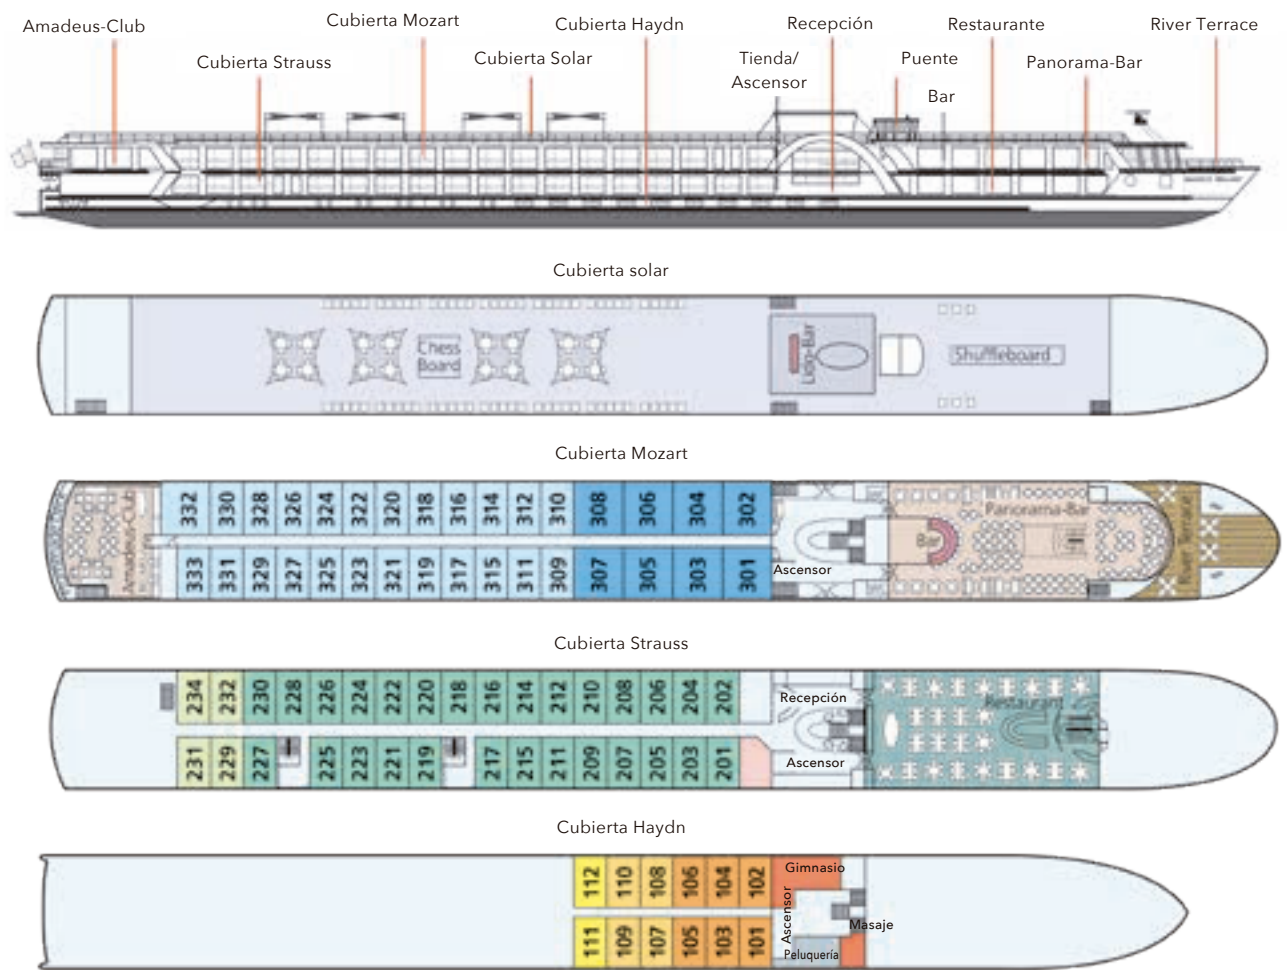 Amadeus-Club
Cubierta Mozart
Cubierta Haydn
Recepción
Restaurante
River Terrace
Cubierta Strauss
Cubierta Solar
Tienda/
Ascensor
Puente
Panorama-Bar
Bar
Cubierta solar
Chess
Board
Lido-Bar
Shuffleboard
Cubierta Mozart
Amadeus-Club
332 330 328 326 324 322 320 318 316 314 312 310 308 306 304 302
Panorama-Bar
Bar
River Terrace
333 331 329 327 325 323 321 319 317 315 311 309 307 305 303 301
Ascensor
Cubierta Strauss
234 232 230 228 226 224 222 220 218 216 214 212 210 208 206 204 202
Recepción
Restaurant
231 229 227 225 223 221 219 217 215 211 209 207 205 203 201
Ascensor
Cubierta Haydn
112 110 108 106 104 102
Gimnasio
Ascensor
Masaje
111 109 107 105 103 101
Peluquería